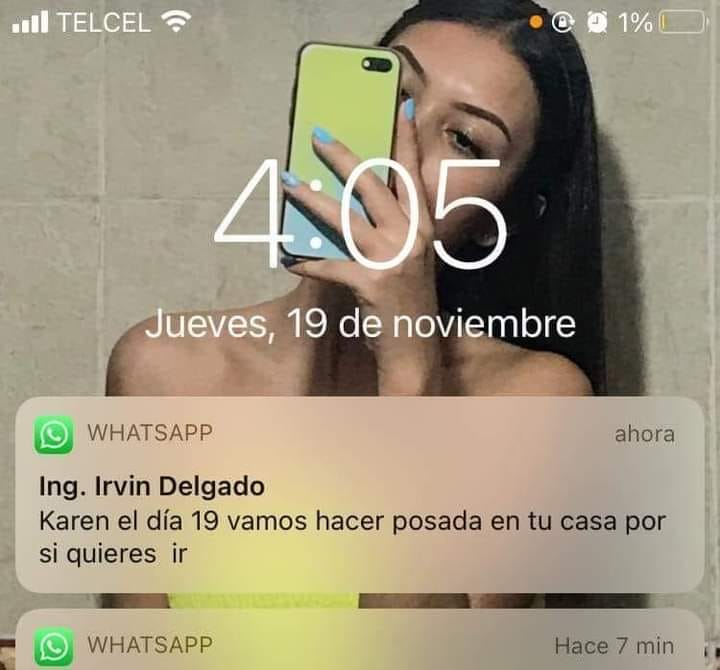 TELCEL 1%
4:05
Jueves, 19 de noviembre
WHATSAPP ahora
Ing. Irvin Delgado
Karen el día 19 vamos hacer posada en tu casa por
si quieres ir
WHATSAPP Hace 7 min